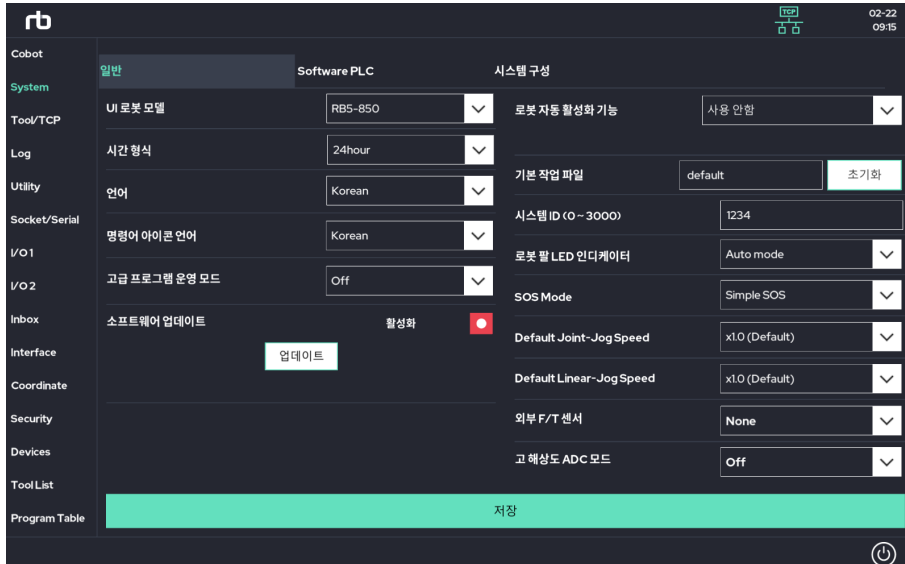 rb
TCP
02-22
09:15
Cobot
System
Tool/TCP
Log
Utility
Socket/Serial
I/O 1
I/O 2
Inbox
Interface
Coordinate
Security
Devices
Tool List
Program Table
일반
Software PLC
시스템 구성
UI 로봇 모델
RB5-850
시간 형식
24hour
언어
Korean
명령어 아이콘 언어
Korean
고급 프로그램 운영 모드
Off
소프트웨어 업데이트
활성화
업데이트
로봇 자동 활성화 기능
사용 안함
기본 작업 파일
default
초기화
시스템 ID (0 ~ 3000)
1234
로봇 팔 LED 인디케이터
Auto mode
SOS Mode
Simple SOS
Default Joint-Jog Speed
x1.0 (Default)
Default Linear-Jog Speed
x1.0 (Default)
외부 F/T 센서
None
고 해상도 ADC 모드
Off
저장